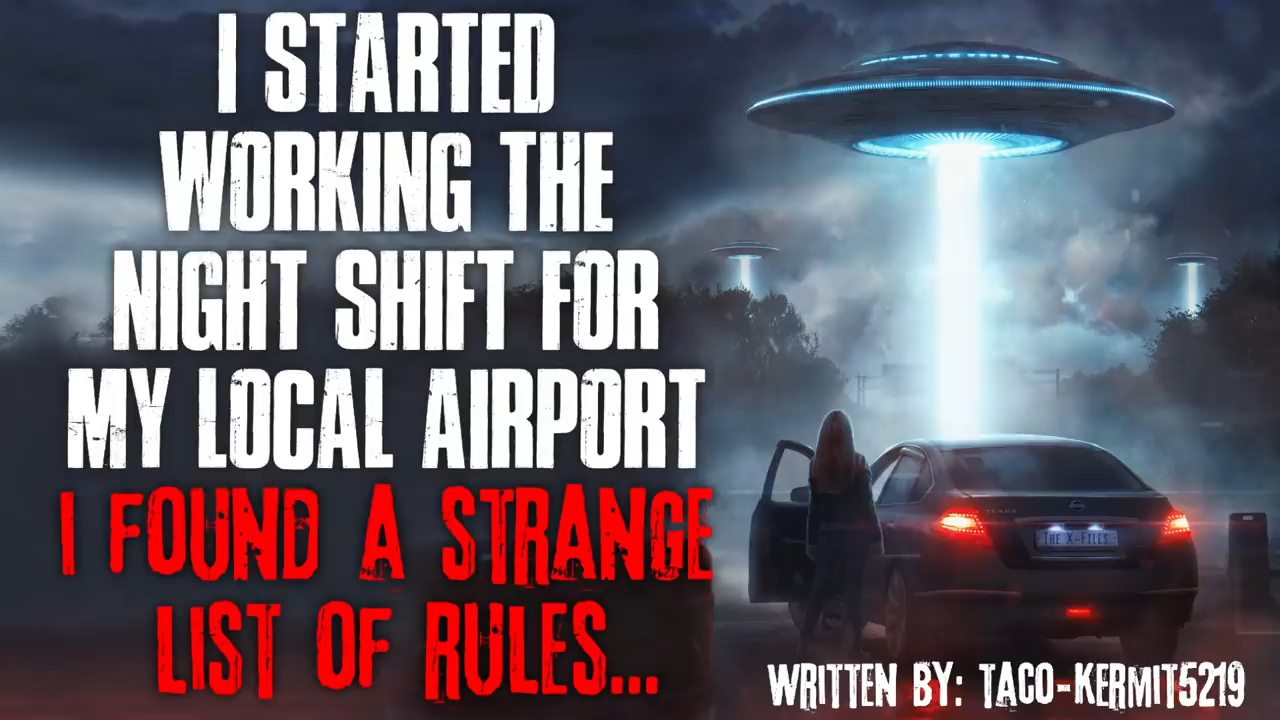 I STARTED
WORKING THE
NIGHT SHIFT FOR
MY LOCAL AIRPORT
I FOUND A STRANGE
LIST OF RULES...
TEANA
THE X-FILES
WRITTEN BY: TACO-KERMIT5219